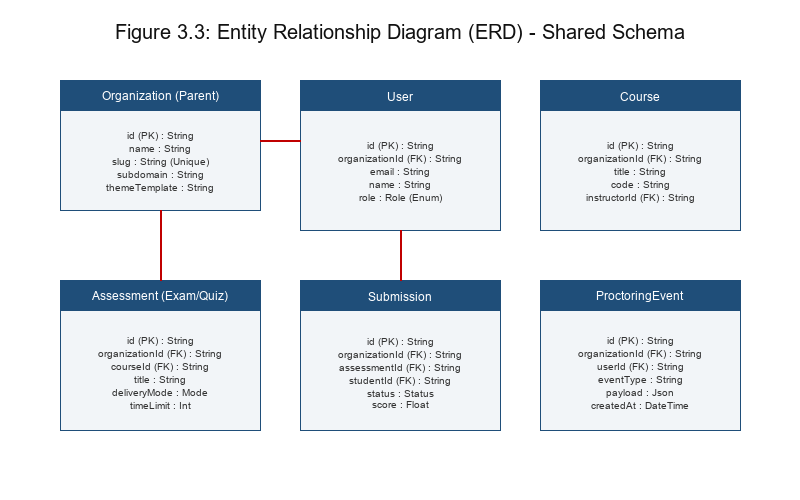 Figure 3.3: Entity Relationship Diagram (ERD) - Shared Schema
Organization (Parent)
id (PK) : String
name : String
slug : String (Unique)
subdomain : String
themeTemplate : String
User
id (PK) : String
organizationId (FK) : String
email : String
name : String
role : Role (Enum)
Course
id (PK) : String
organizationId (FK) : String
title : String
code : String
instructorId (FK) : String
Assessment (Exam/Quiz)
id (PK) : String
organizationId (FK) : String
courseId (FK) : String
title : String
deliveryMode : Mode
timeLimit : Int
Submission
id (PK) : String
organizationId (FK) : String
assessmentId (FK) : String
studentId (FK) : String
status : Status
score : Float
ProctoringEvent
id (PK) : String
organizationId (FK) : String
userId (FK) : String
eventType : String
payload : Json
createdAt : DateTime